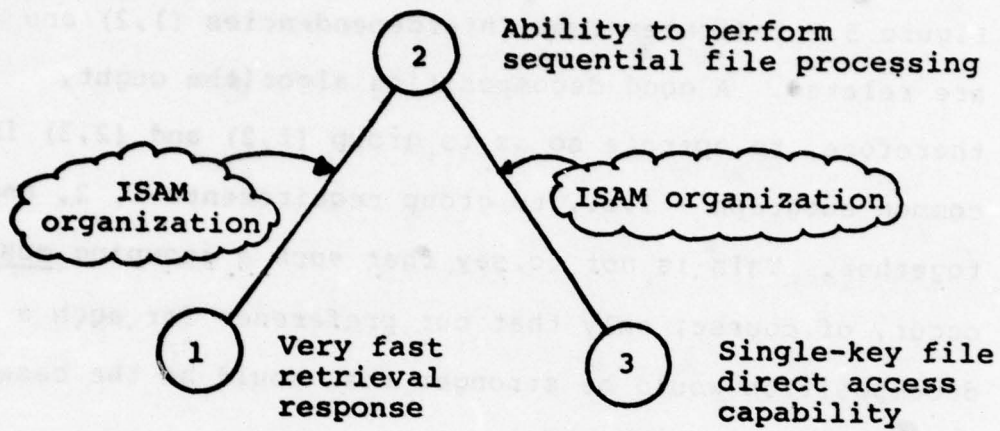 2
Ability to perform
sequential file processing
ISAM
organization
ISAM organization
1
Very fast
retrieval
response
3
Single-key file
direct access
capability